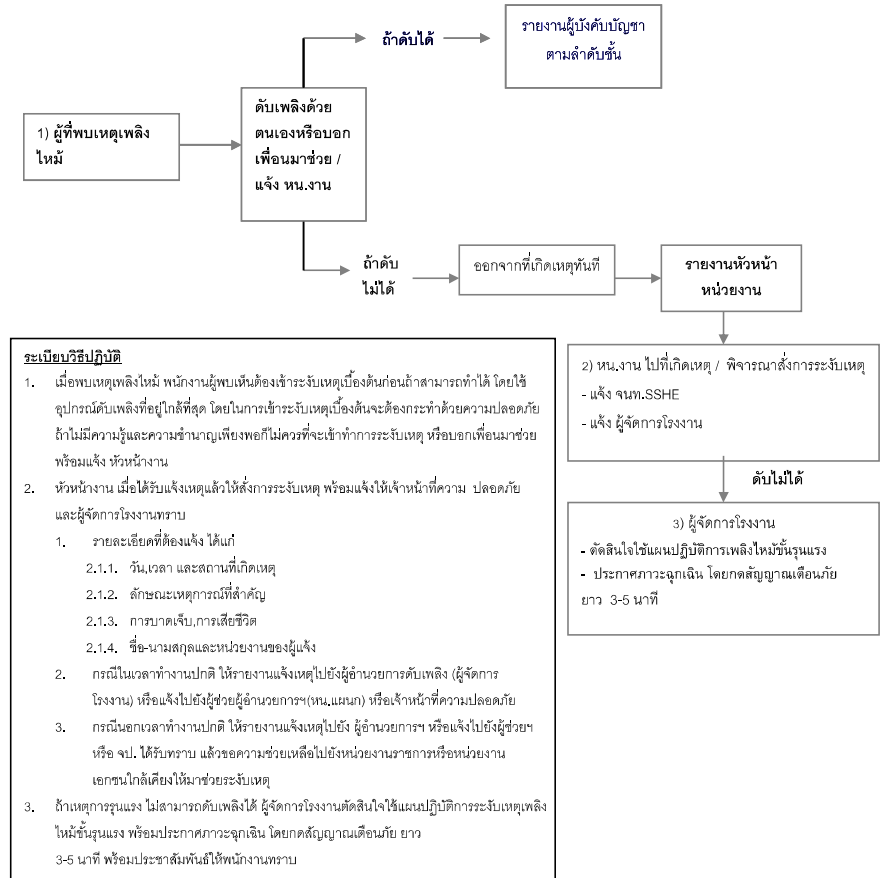 ถ้าดับได้
รายงานผู้บังคับบัญชา
ตามลำดับชั้น
1) ผู้ที่พบเหตุเพลิง
ไหม้
ดับเพลิงด้วย
ตนเองหรือบอก
เพื่อนมาช่วย /
แจ้ง หน.งาน
ถ้าดับ
ไม่ได้
ออกจากที่เกิดเหตุทันที
รายงานหัวหน้า
หน่วยงาน
2) หน.งาน ไปที่เกิดเหตุ / พิจารณาสั่งการระงับเหตุ
- แจ้ง จนท.SSHE
- แจ้ง ผู้จัดการโรงงาน
ดับไม่ได้
3) ผู้จัดการโรงงาน
- ตัดสินใจใช้แผนปฏิบัติการเพลิงไหม้ขั้นรุนแรง
- ประกาศภาวะฉุกเฉิน โดยกดสัญญาณเตือนภัย
ยาว 3-5 นาที
ระเบียบวิธีปฏิบัติ
1. เมื่อพบเหตุเพลิงไหม้ พนักงานผู้พบเห็นต้องเข้าระงับเหตุเบื้องต้นก่อนถ้าสามารถทำได้ โดยใช้
อุปกรณ์ดับเพลิงที่อยู่ใกล้ที่สุด โดยในการเข้าระงับเหตุเบื้องต้นจะต้องกระทำด้วยความปลอดภัย
ถ้าไม่มีความรู้และความชำนาญเพียงพอก็ไม่ควรที่จะเข้าทำการระงับเหตุ หรือบอกเพื่อนมาช่วย
พร้อมแจ้ง หัวหน้างาน
2. หัวหน้างาน เมื่อได้รับแจ้งเหตุแล้วให้สั่งการระงับเหตุ พร้อมแจ้งให้เจ้าหน้าที่ความ ปลอดภัย
และผู้จัดการโรงงานทราบ
1. รายละเอียดที่ต้องแจ้ง ได้แก่
2.1.1. วัน,เวลา และสถานที่เกิดเหตุ
2.1.2. ลักษณะเหตุการณ์ที่สำคัญ
2.1.3. การบาดเจ็บ,การเสียชีวิต
2.1.4. ชื่อ-นามสกุลและหน่วยงานของผู้แจ้ง
2. กรณีในเวลาทำงานปกติ ให้รายงานแจ้งเหตุไปยังผู้อำนวยการดับเพลิง (ผู้จัดการ
โรงงาน) หรือแจ้งไปยังผู้ช่วยผู้อำนวยการฯ(หน.แผนก) หรือเจ้าหน้าที่ความปลอดภัย
3. กรณีนอกเวลาทำงานปกติ ให้รายงานแจ้งเหตุไปยัง ผู้อำนวยการฯ หรือแจ้งไปยังผู้ช่วยฯ
หรือ จป. ได้รับทราบ แล้วขอความช่วยเหลือไปยังหน่วยงานราชการหรือหน่วยงาน
เอกชนใกล้เคียงให้มาช่วยระงับเหตุ
3. ถ้าเหตุการรุนแรง ไม่สามารถดับเพลิงได้ ผู้จัดการโรงงานตัดสินใจใช้แผนปฏิบัติการระงับเหตุเพลิง
ไหม้ขั้นรุนแรง พร้อมประกาศภาวะฉุกเฉิน โดยกดสัญญาณเตือนภัย ยาว
3-5 นาที พร้อมประชาสัมพันธ์ให้พนักงานทราบ